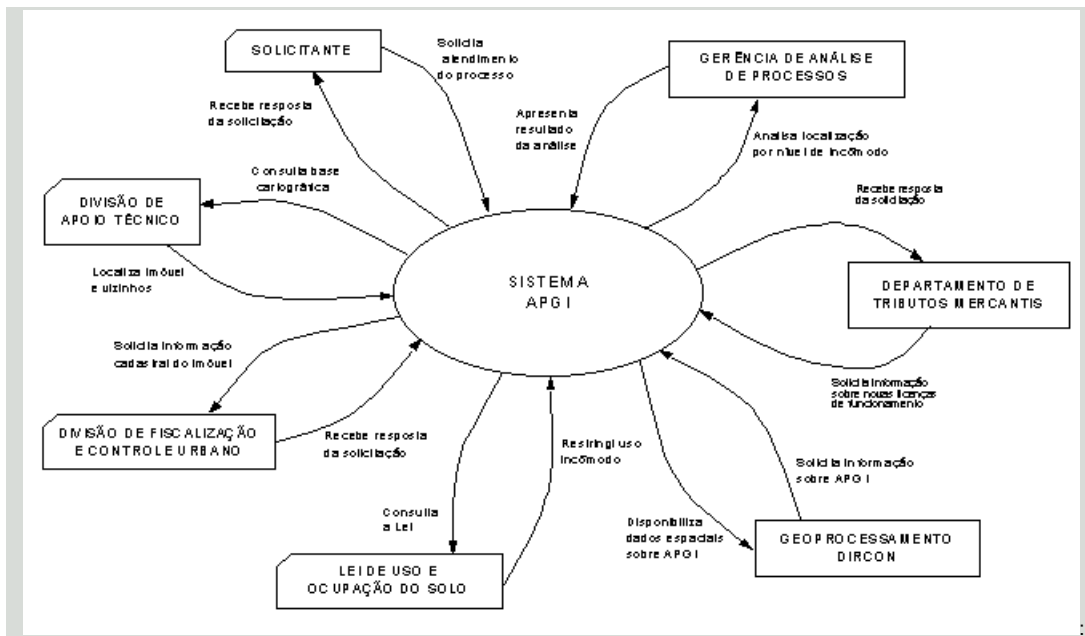 SOLICITANTE
Solicita
atendimento
do processo
GERÊNCIA DE ANÁLISE
DE PROCESSOS
Recebe resposta
da solicitação
Apresenta
resultado
da análise
Analisa localização
por nível de incômodo
Consulta base
cartográfica
DIVISÃO DE
APOIO TÉCNICO
Recebe resposta
da solicitação
Localiza imóvel
e vizinhos
SISTEMA
APGI
DEPARTAMENTO DE
TRIBUTOS MERCANTIS
Solicita informação
cadastral do imóvel
Solicita informação
sobre novas licenças
de funcionamento
DIVISÃO DE FISCALIZAÇÃO
E CONTROLE URBANO
Recebe resposta
da solicitação
Restringi uso
incômodo
Solicita informação
sobre APGI
Consulta
a Lei
Disponibiliza
dados espaciais
sobre APGI
GEOPROCESSAMENTO
DIRCON
LEI DE USO E
OCUPAÇÃO DO SOLO